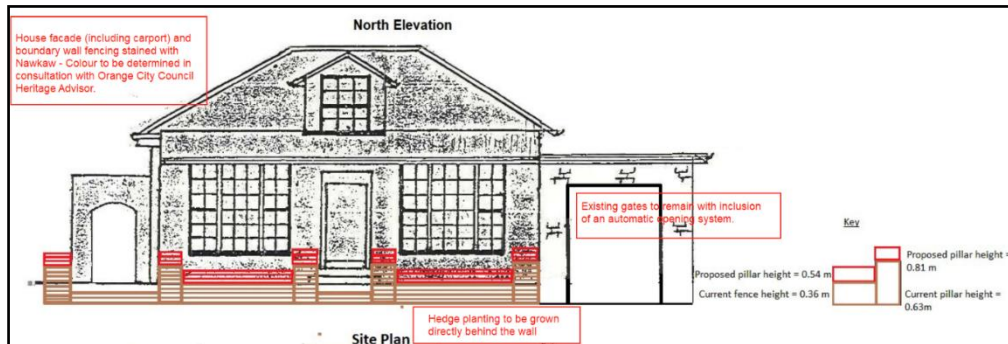 North Elevation
House facade (including carport) and
boundary wall fencing stained with
Nawkaw - Colour to be determined in
consultation with Orange City Council
Heritage Advisor.
Existing gates to remain with inclusion
of an automatic opening system.
Key
Proposed pillar height =
0.81 m
Proposed pillar height = 0.54 m
Current fence height = 0.36 m
Current pillar height =
0.63m
Hedge planting to be grown
directly behind the wall
Site Plan